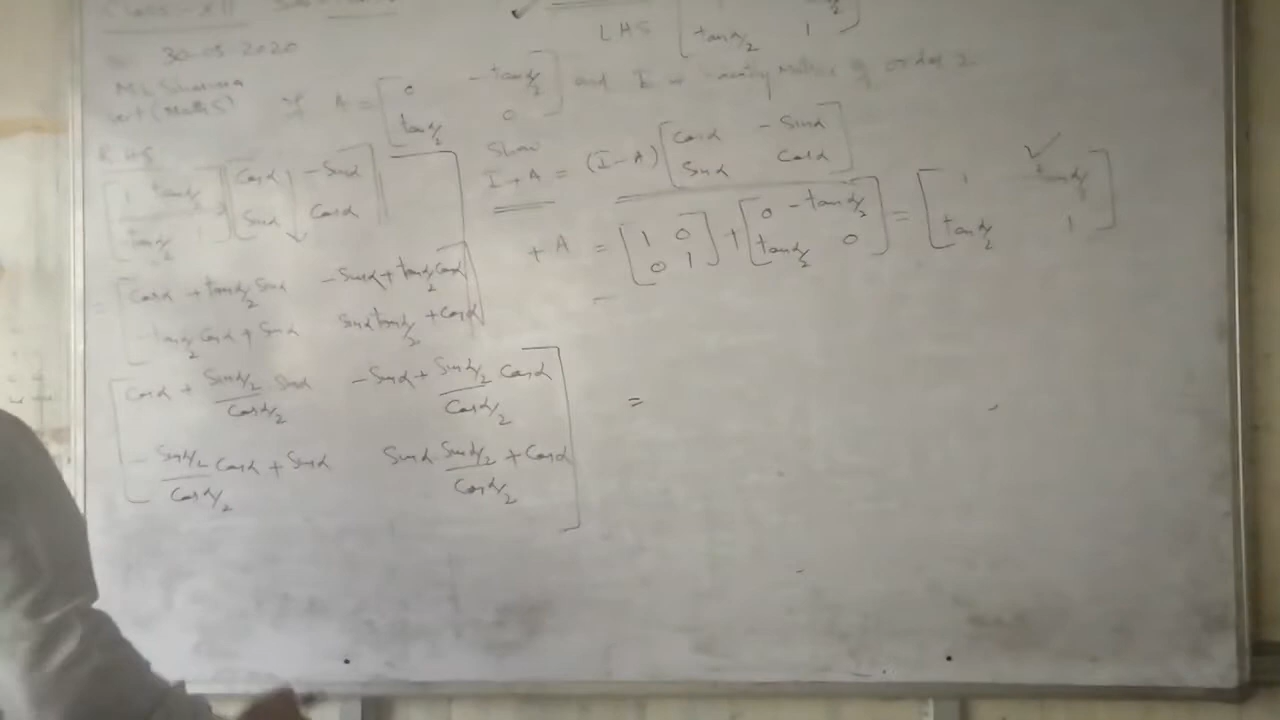 30-05 2020
LHS
tan α/2 1
If A = [ 0 - tan α/2
tan α/2 0 ] and I is identity Matrix of order 2
Show
I + A = (I - A) [ Cos α - Sin α
Sin α Cos α ]
+ A = [ 1 0
0 1 ] + [ 0 - tan α/2
tan α/2 0 ] = [ 1 tan α/2
tan α/2 1 ]
RHS
[ 1 tan α/2
tan α/2 ] [ Cos α - Sin α
Sin α Cos α ]
= [ Cos α + tan α/2 Sin α - Sin α + tan α/2 Cos α
- tan α/2 Cos α + Sin α Sin α tan α/2 + Cos α ]
[ Cos α + Sin α/2 / Cos α/2 Sin α - Sin α + Sin α/2 / Cos α/2 Cos α
- Sin α/2 / Cos α/2 Cos α + Sin α Sin α Sin α/2 / Cos α/2 + Cos α ]
=